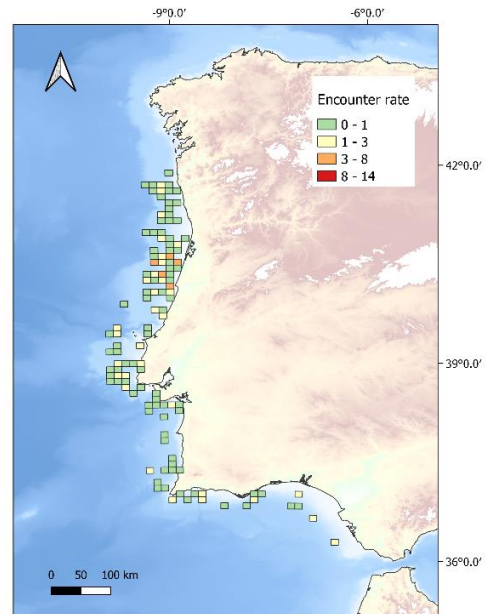 -9°0.0'
-6°0.0'
Encounter rate
0 - 1
1 - 3
3 - 8
8 - 14
42°0.0'
39°0.0'
36°0.0'
0 50 100 km